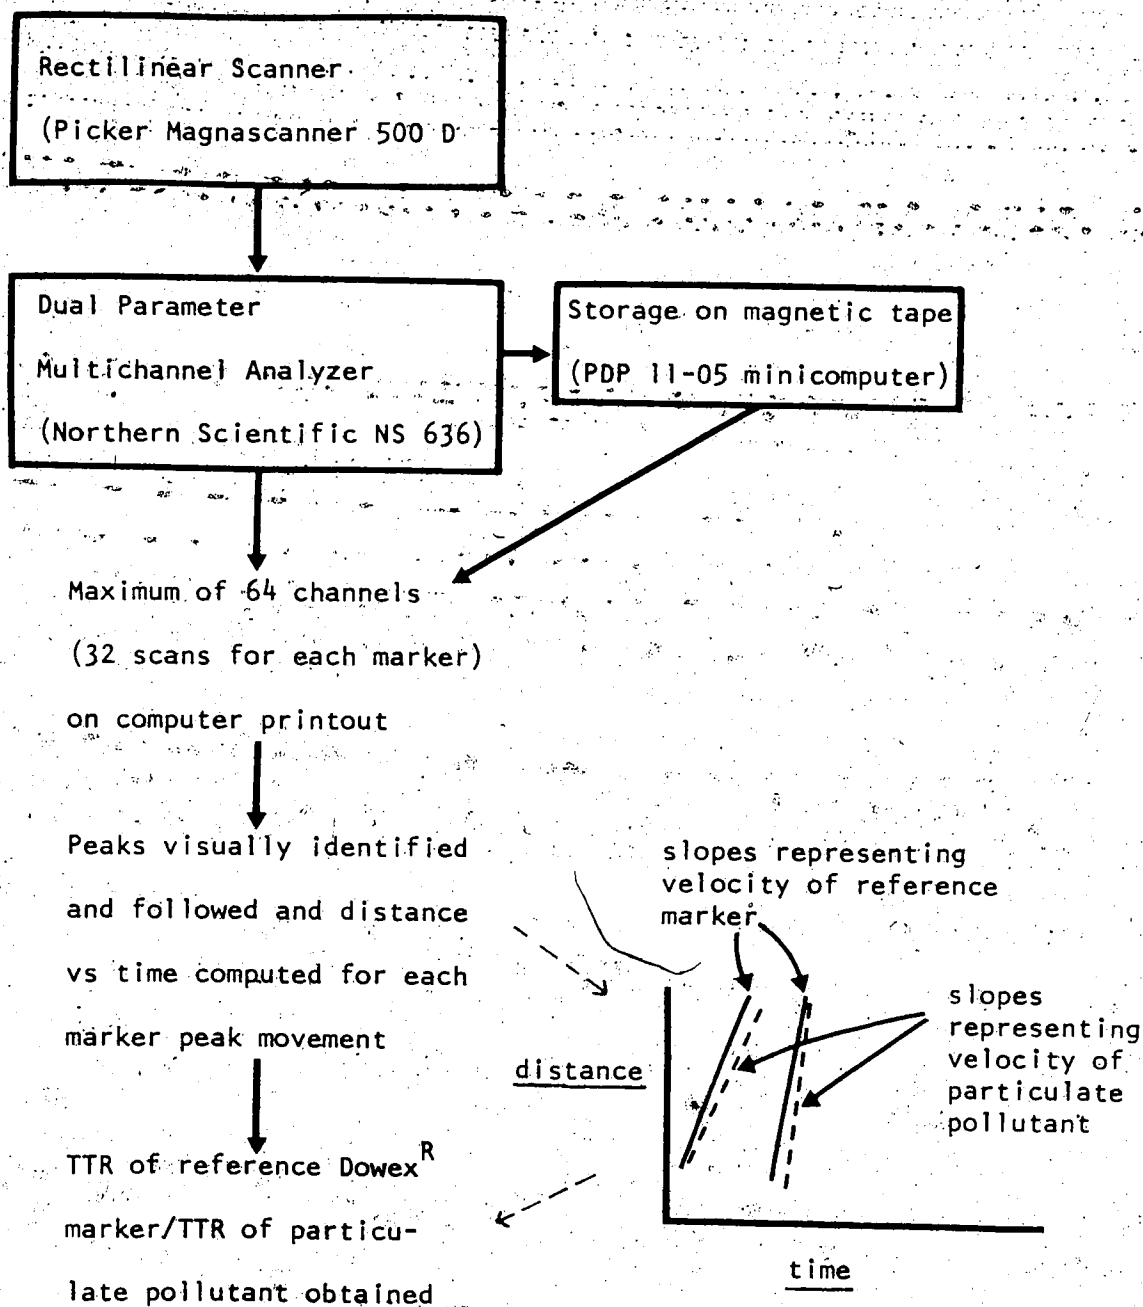 Rectilinear Scanner
(Picker Magnascanner 500 D
Dual Parameter
Multichannel Analyzer
(Northern Scientific NS 636)
Storage on magnetic tape
(PDP 11-05 minicomputer)
Maximum of 64 channels
(32 scans for each marker)
on computer printout
Peaks visually identified
and followed and distance
vs time computed for each
marker peak movement
slopes representing
velocity of reference
marker
slopes
representing
velocity of
particulate
pollutant
distance
time
TTR of reference Dowex^R
marker/TTR of particu-
late pollutant obtained